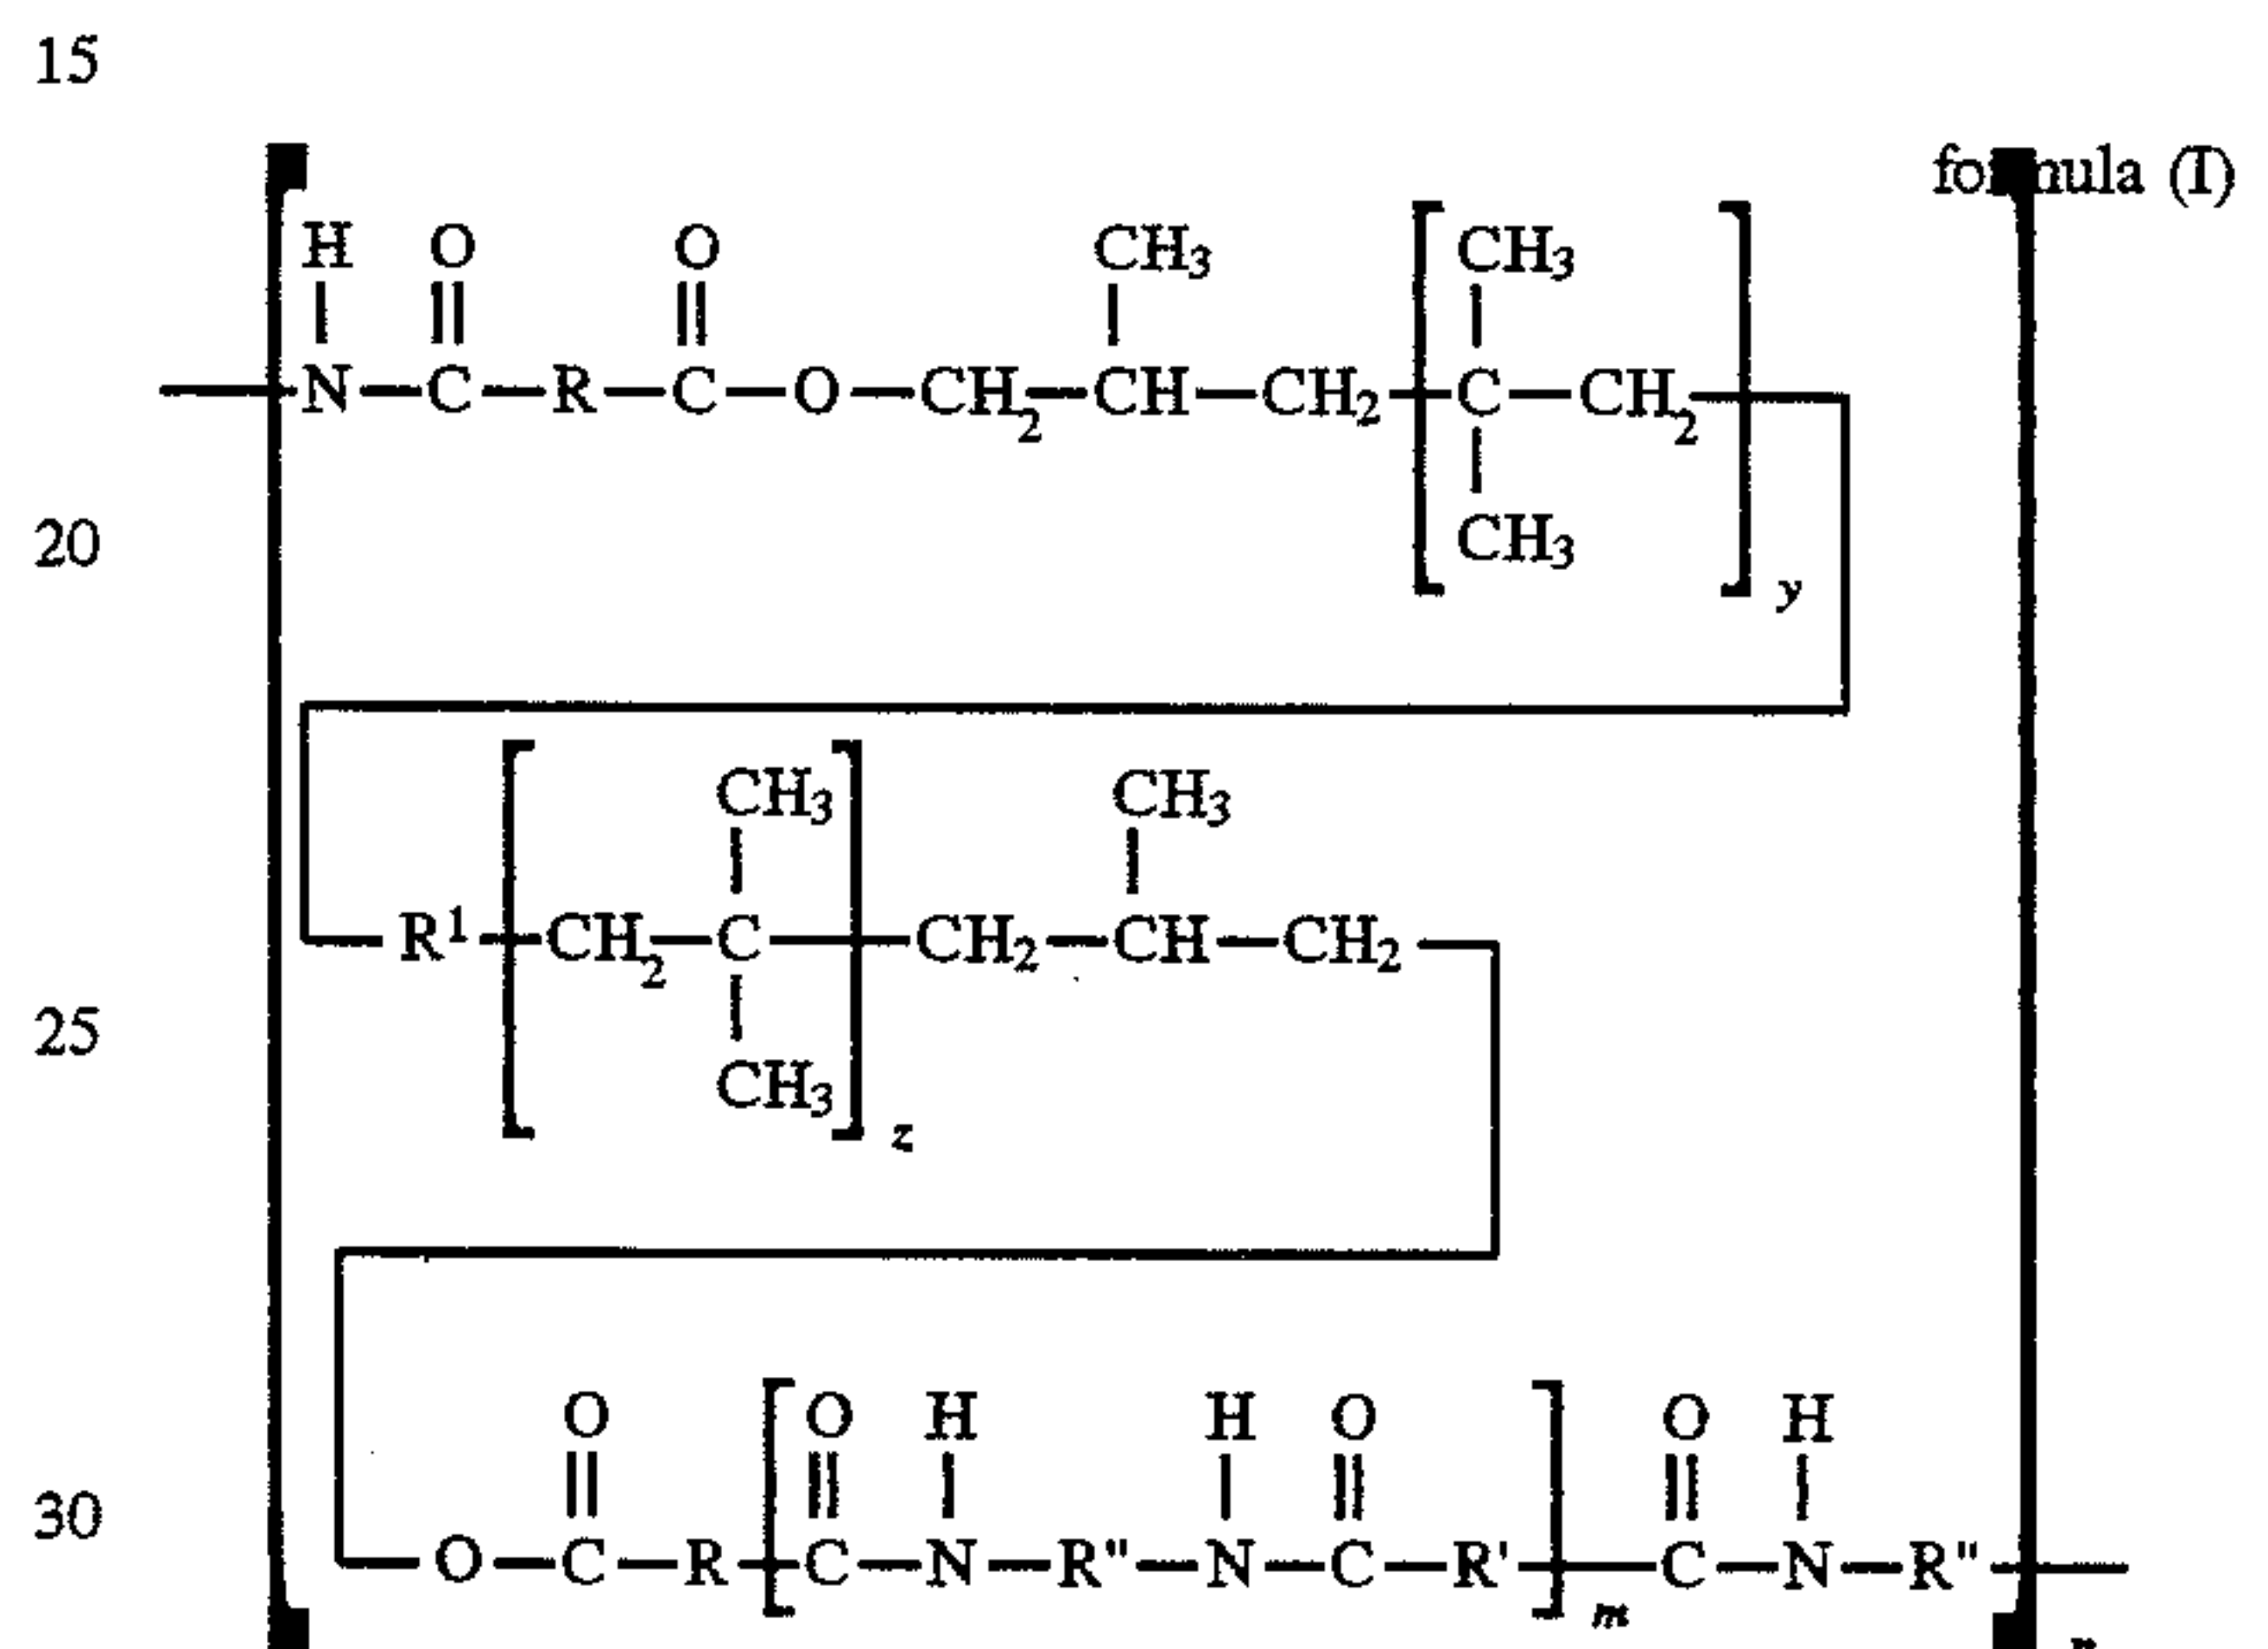 15
formula (I)
H O O CH3 CH3
N—C—R—C—O—CH2—CH—CH2—C—CH2
20
CH3
y
CH3 CH3
R1—CH2—C—CH2—CH—CH2
25
CH3
z
O O H H O O H
30
O—C—R—C—N—R"—N—C—R'—C—N—R"
m